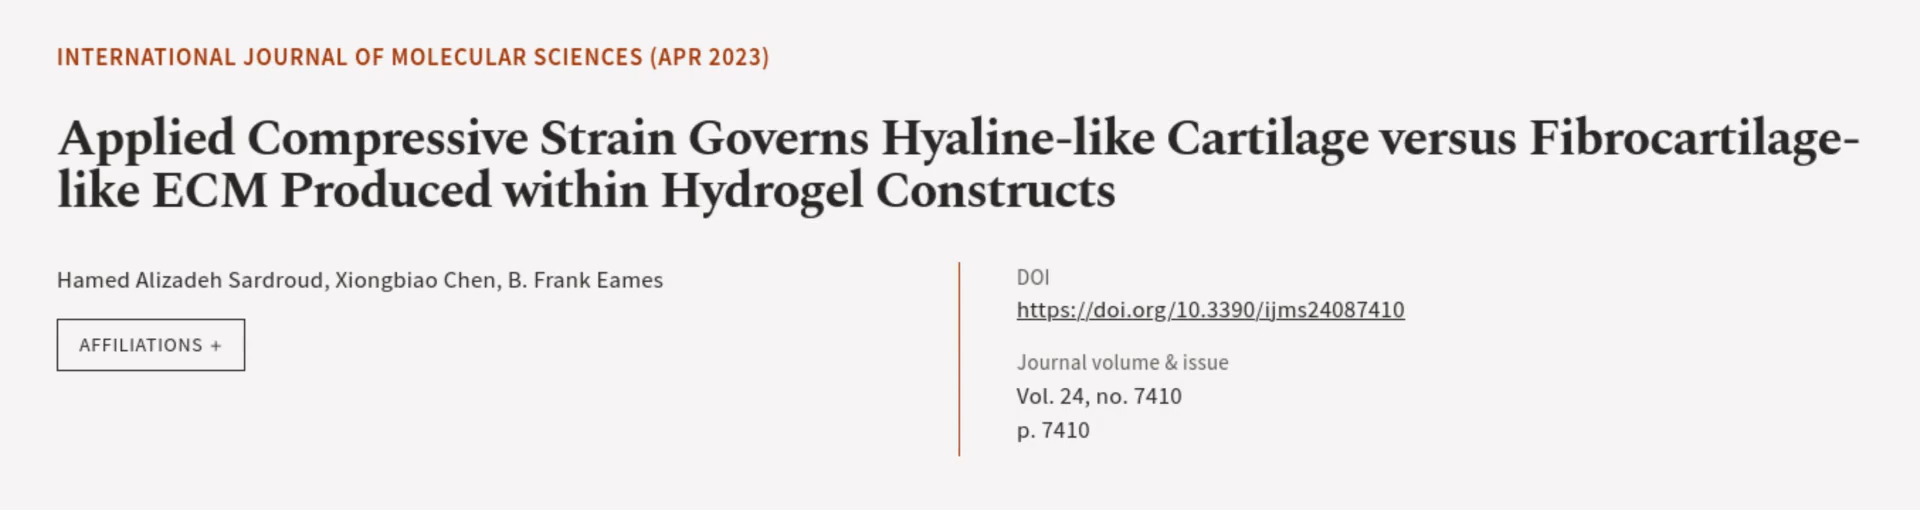 INTERNATIONAL JOURNAL OF MOLECULAR SCIENCES (APR 2023)
Applied Compressive Strain Governs Hyaline-like Cartilage versus Fibrocartilage-
like ECM Produced within Hydrogel Constructs
Hamed Alizadeh Sardroud, Xiongbiao Chen, B. Frank Eames
AFFILIATIONS +
DOI
https://doi.org/10.3390/ijms24087410
Journal volume & issue
Vol. 24, no. 7410
p. 7410